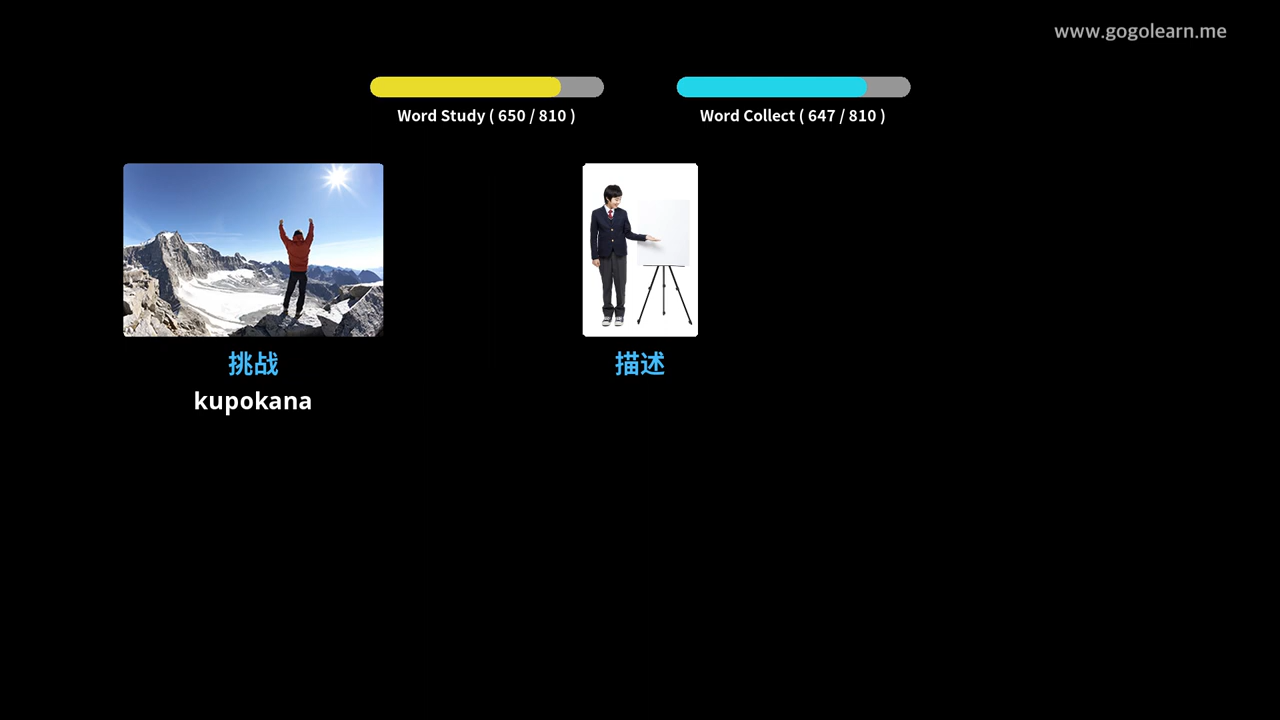 www.gogolearn.me
Word Study ( 650 / 810 )
Word Collect ( 647 / 810 )
挑战
kupokana
描述